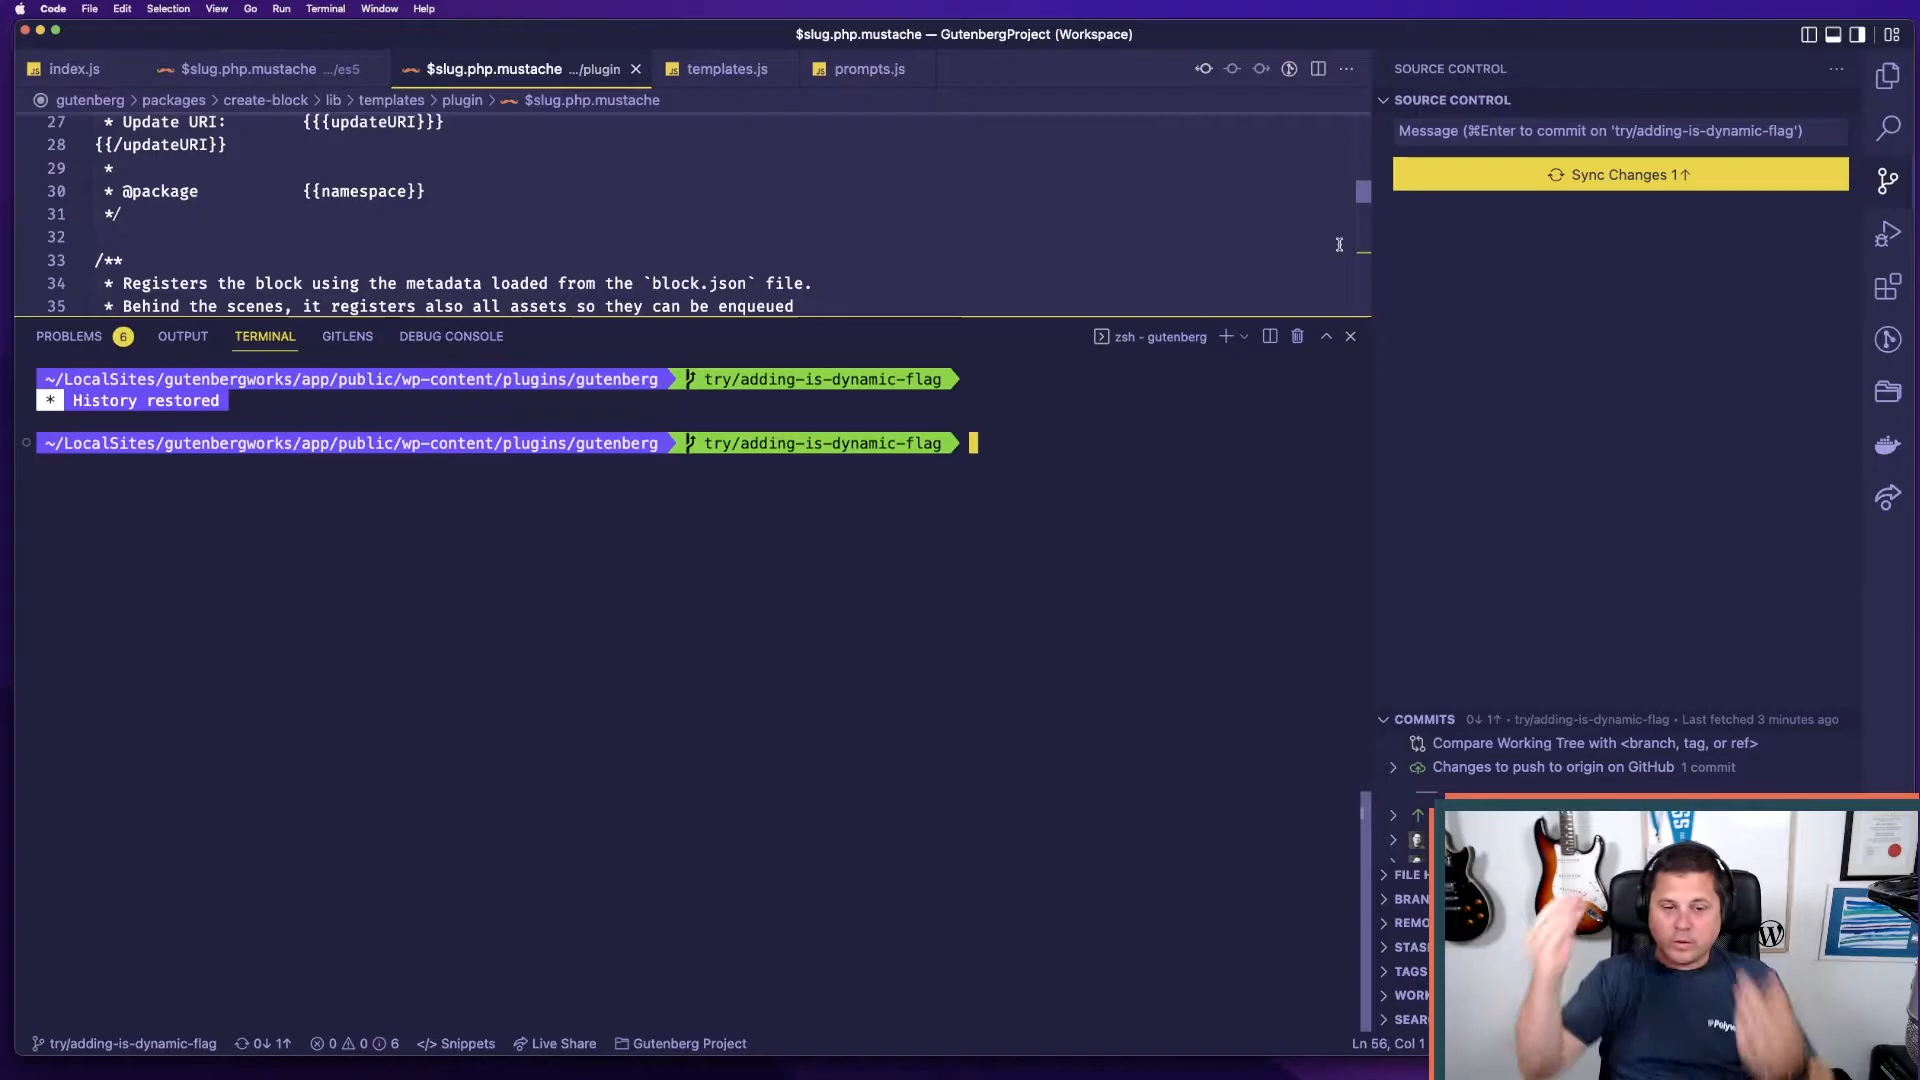 Code File Edit Selection View Go Run Terminal Window Help
$slug.php.mustache — GutenbergProject (Workspace)
index.js
$slug.php.mustache .../es5
$slug.php.mustache .../plugin
templates.js
prompts.js
gutenberg > packages > create-block > lib > templates > plugin > $slug.php.mustache
27 * Update URI: {{{updateURI}}}
28 {{/updateURI}}
29 *
30 * @package {{namespace}}
31 */
32
33 /**
34 * Registers the block using the metadata loaded from the `block.json` file.
35 * Behind the scenes, it registers also all assets so they can be enqueued
PROBLEMS 6 OUTPUT TERMINAL GITLENS DEBUG CONSOLE
zsh - gutenberg
~/LocalSites/gutenbergworks/app/public/wp-content/plugins/gutenberg try/adding-is-dynamic-flag
* History restored
~/LocalSites/gutenbergworks/app/public/wp-content/plugins/gutenberg try/adding-is-dynamic-flag
SOURCE CONTROL
SOURCE CONTROL
Message (⌘Enter to commit on 'try/adding-is-dynamic-flag')
Sync Changes 1↑
COMMITS 0↓ 1↑ • try/adding-is-dynamic-flag • Last fetched 3 minutes ago
Compare Working Tree with <branch, tag, or ref>
Changes to push to origin on GitHub 1 commit
FILE H
BRAN
REMO
STAS
TAGS
WORK
SEAR
try/adding-is-dynamic-flag 0↓ 1↑ 0 0 6 </> Snippets Live Share Gutenberg Project
Ln 56, Col 1